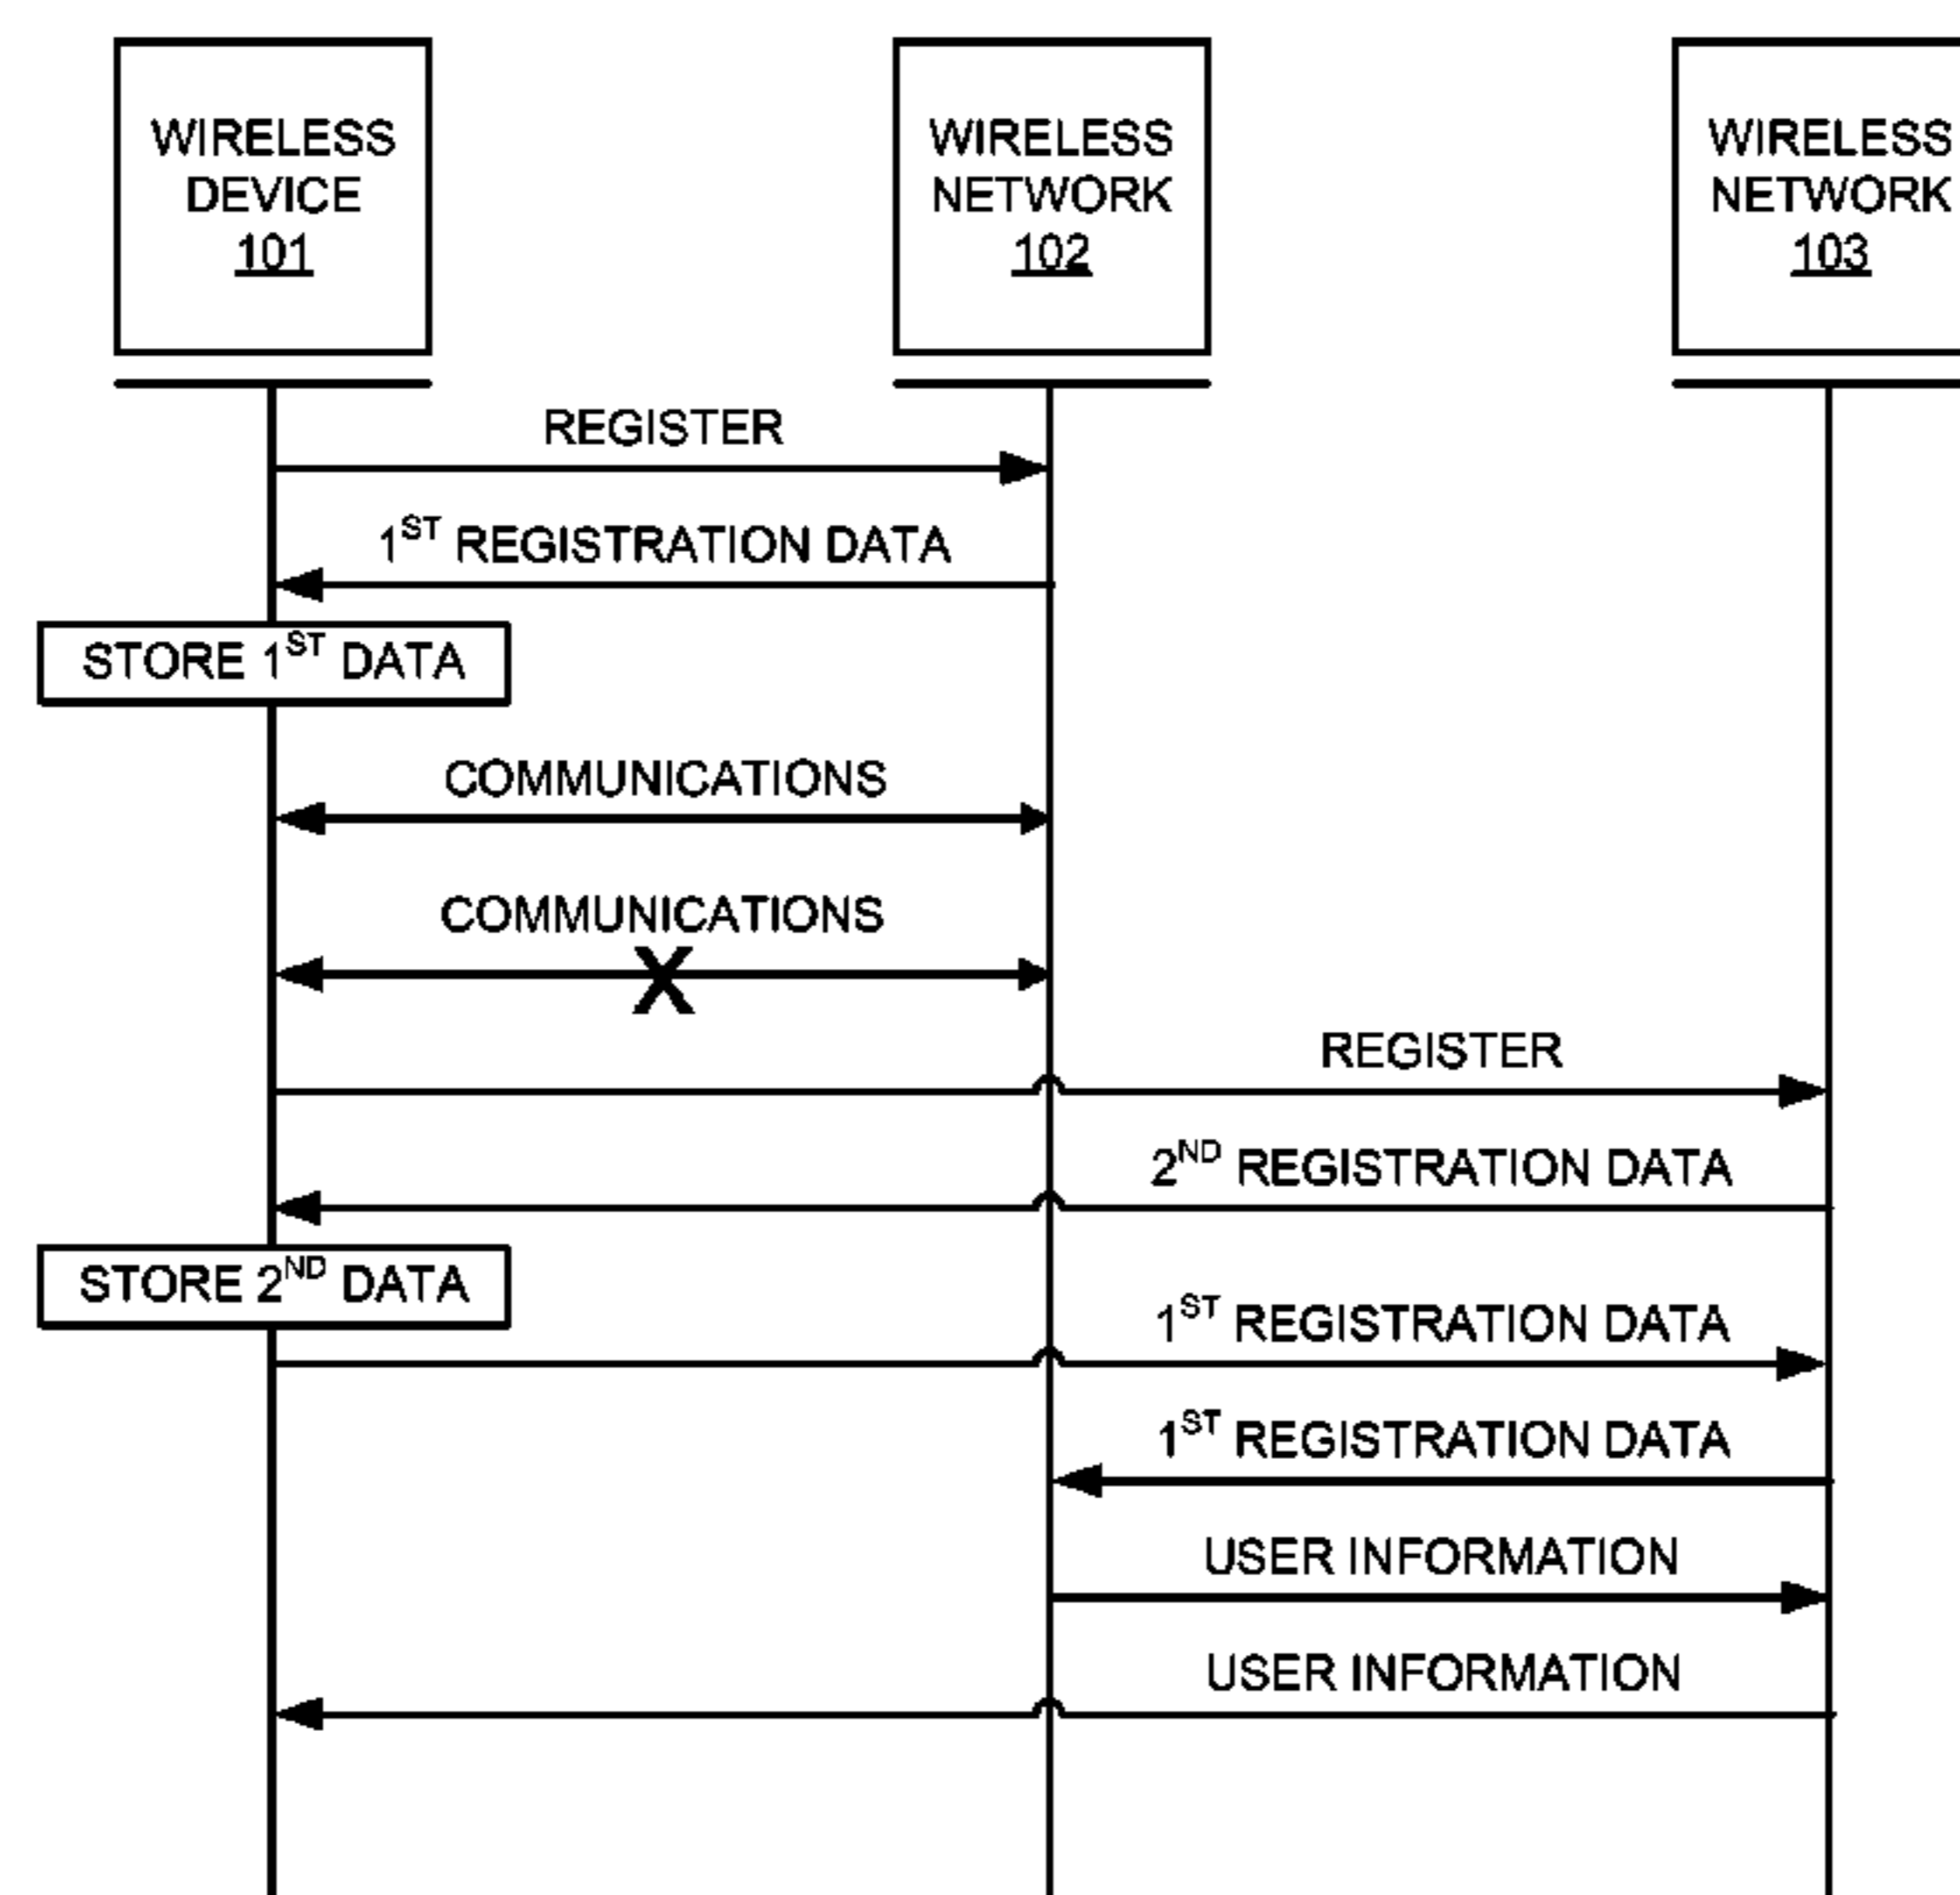 WIRELESS
DEVICE
101
WIRELESS
NETWORK
102
WIRELESS
NETWORK
103
REGISTER
1ST REGISTRATION DATA
STORE 1ST DATA
COMMUNICATIONS
COMMUNICATIONS
X
REGISTER
2ND REGISTRATION DATA
STORE 2ND DATA
1ST REGISTRATION DATA
1ST REGISTRATION DATA
USER INFORMATION
USER INFORMATION